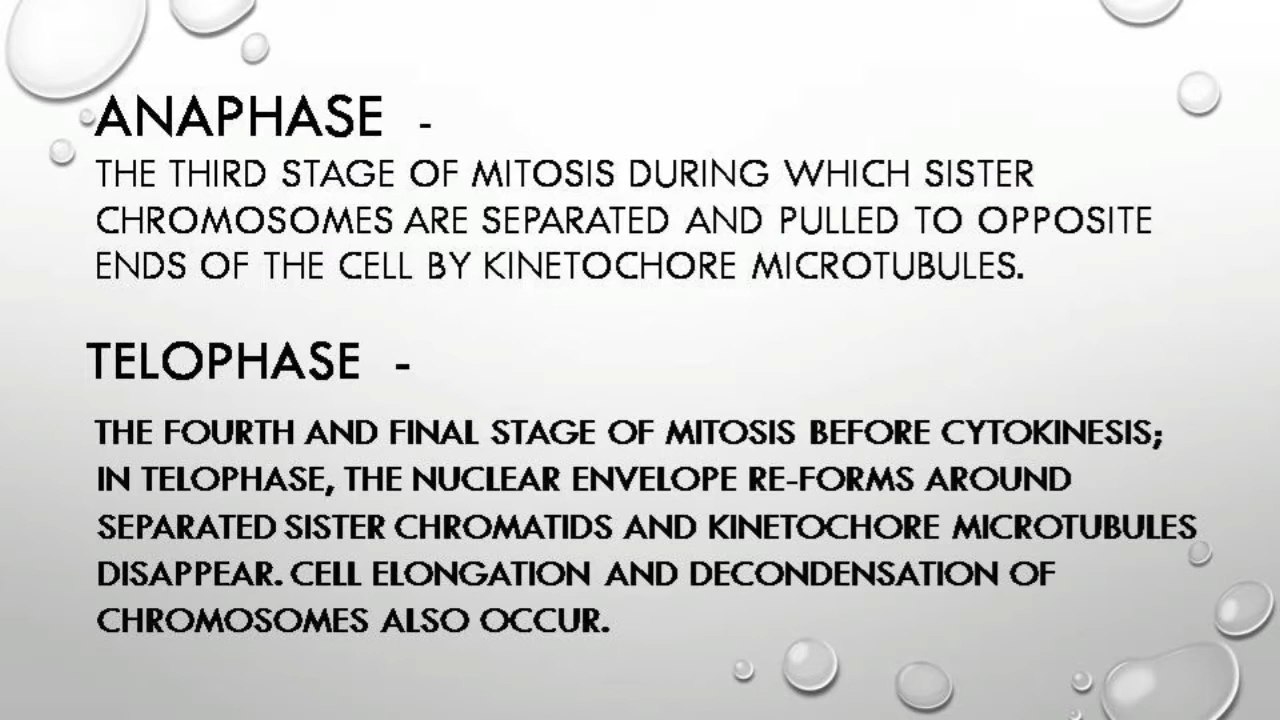 ANAPHASE -
THE THIRD STAGE OF MITOSIS DURING WHICH SISTER
CHROMOSOMES ARE SEPARATED AND PULLED TO OPPOSITE
ENDS OF THE CELL BY KINETOCHORE MICROTUBULES.
TELOPHASE -
THE FOURTH AND FINAL STAGE OF MITOSIS BEFORE CYTOKINESIS;
IN TELOPHASE, THE NUCLEAR ENVELOPE RE-FORMS AROUND
SEPARATED SISTER CHROMATIDS AND KINETOCHORE MICROTUBULES
DISAPPEAR. CELL ELONGATION AND DECONDENSATION OF
CHROMOSOMES ALSO OCCUR.